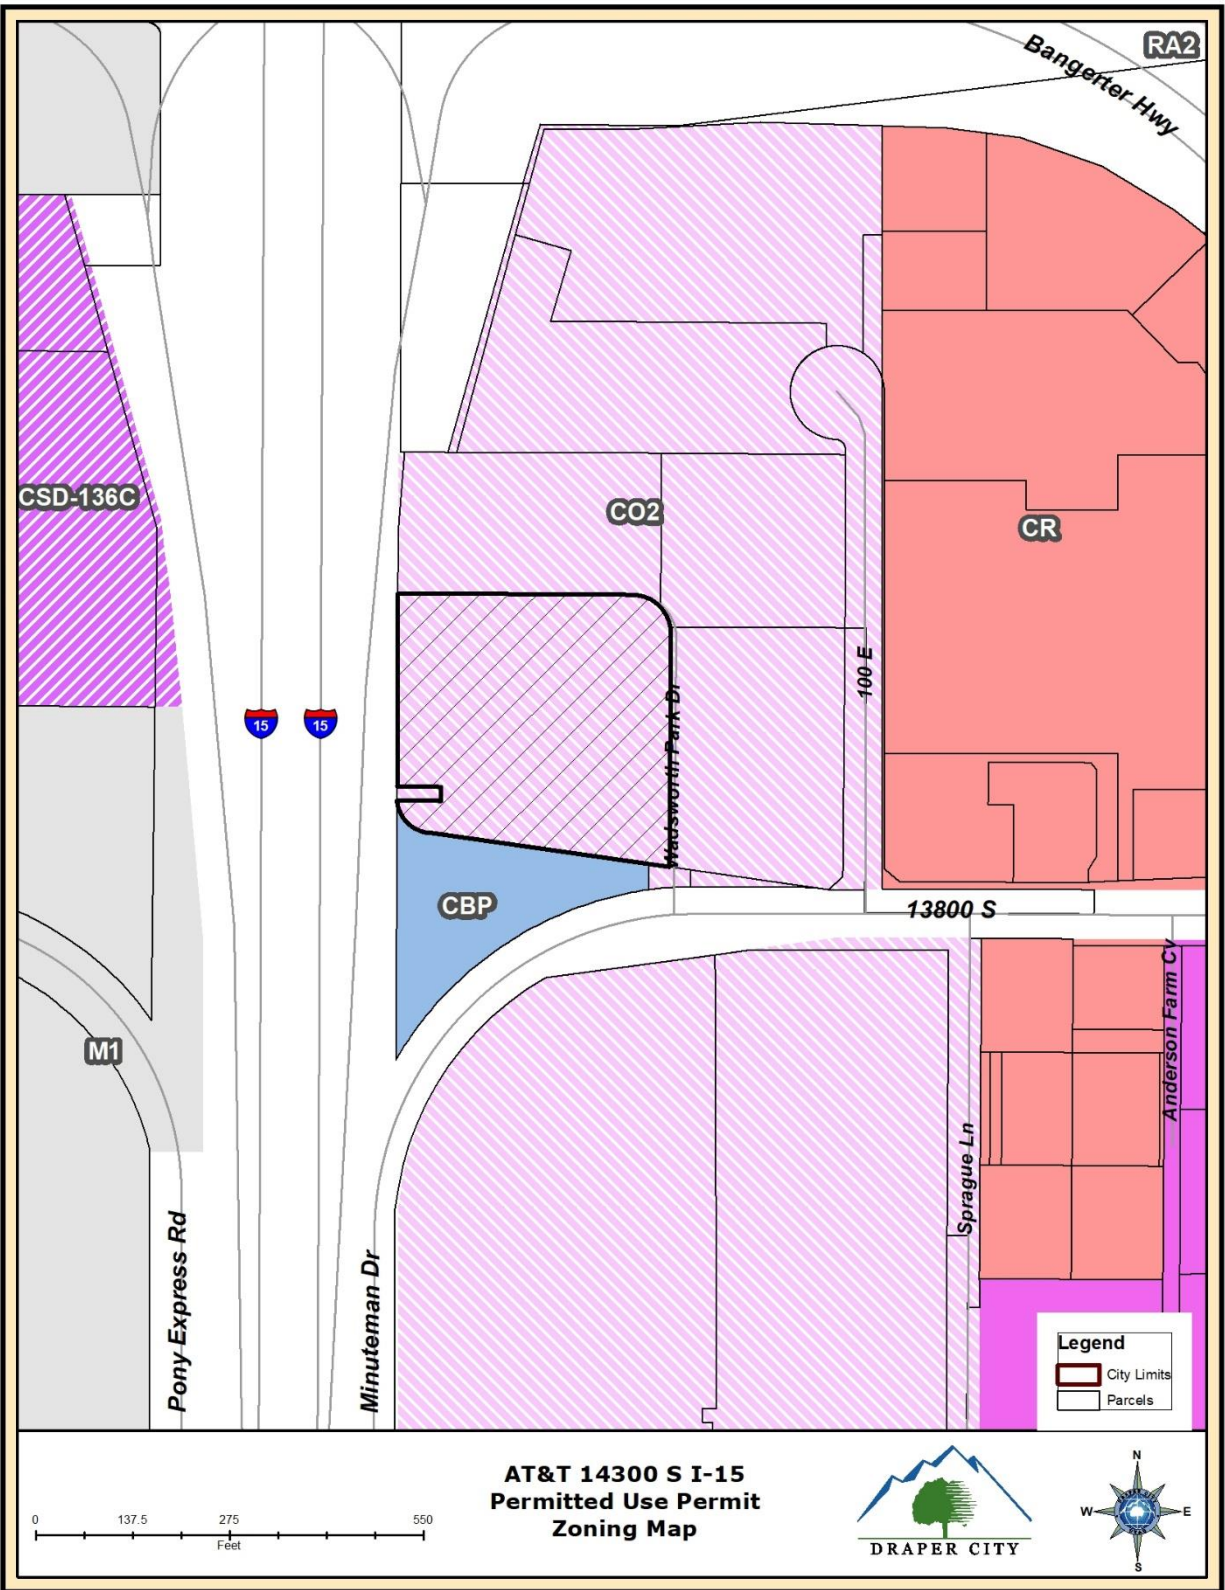 RA2
Bangerter Hwy
CSD-136C
CO2
CR
100 E
Wadsworth Park Dr
15
15
CBP
13800 S
M1
Anderson Farm Cv
Sprague Ln
Pony Express Rd
Minuteman Dr
Legend
City Limits
Parcels
AT&T 14300 S I-15
Permitted Use Permit
Zoning Map
0 137.5 275 550
Feet
DRAPER CITY
N
W E
S